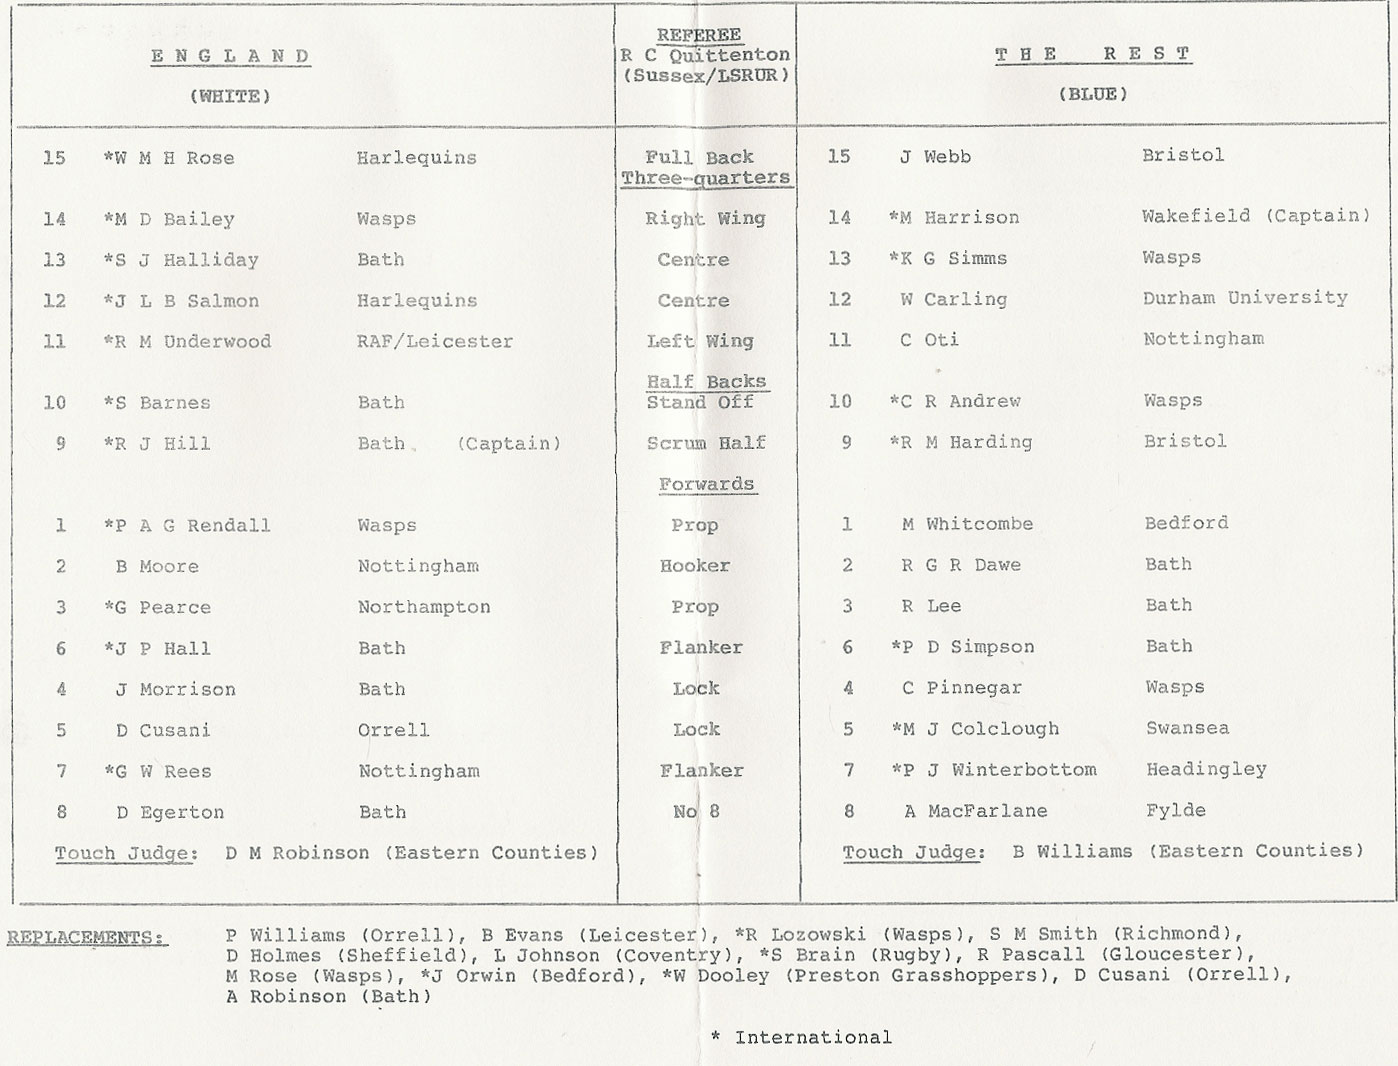 E N G L A N D
(WHITE)
REFEREE
R C Quittenton
(Sussex/LSRUR)
T H E   R E S T
(BLUE)
15 *W M H Rose Harlequins Full Back 15 J Webb Bristol
Three-quarters
14 *M D Bailey Wasps Right Wing 14 *M Harrison Wakefield (Captain)
13 *S J Halliday Bath Centre 13 *K G Simms Wasps
12 *J L B Salmon Harlequins Centre 12 W Carling Durham University
11 *R M Underwood RAF/Leicester Left Wing 11 C Oti Nottingham
Half Backs
10 *S Barnes Bath Stand Off 10 *C R Andrew Wasps
9 *R J Hill Bath (Captain) Scrum Half 9 *R M Harding Bristol
Forwards
1 *P A G Rendall Wasps Prop 1 M Whitcombe Bedford
2 B Moore Nottingham Hooker 2 R G R Dawe Bath
3 *G Pearce Northampton Prop 3 R Lee Bath
6 *J P Hall Bath Flanker 6 *P D Simpson Bath
4 J Morrison Bath Lock 4 C Pinnegar Wasps
5 D Cusani Orrell Lock 5 *M J Colclough Swansea
7 *G W Rees Nottingham Flanker 7 *P J Winterbottom Headingley
8 D Egerton Bath No 8 8 A MacFarlane Fylde
Touch Judge: D M Robinson (Eastern Counties) Touch Judge: B Williams (Eastern Counties)
REPLACEMENTS: P Williams (Orrell), B Evans (Leicester), *R Lozowski (Wasps), S M Smith (Richmond),
D Holmes (Sheffield), L Johnson (Coventry), *S Brain (Rugby), R Pascall (Gloucester),
M Rose (Wasps), *J Orwin (Bedford), *W Dooley (Preston Grasshoppers), D Cusani (Orrell),
A Robinson (Bath)
* International